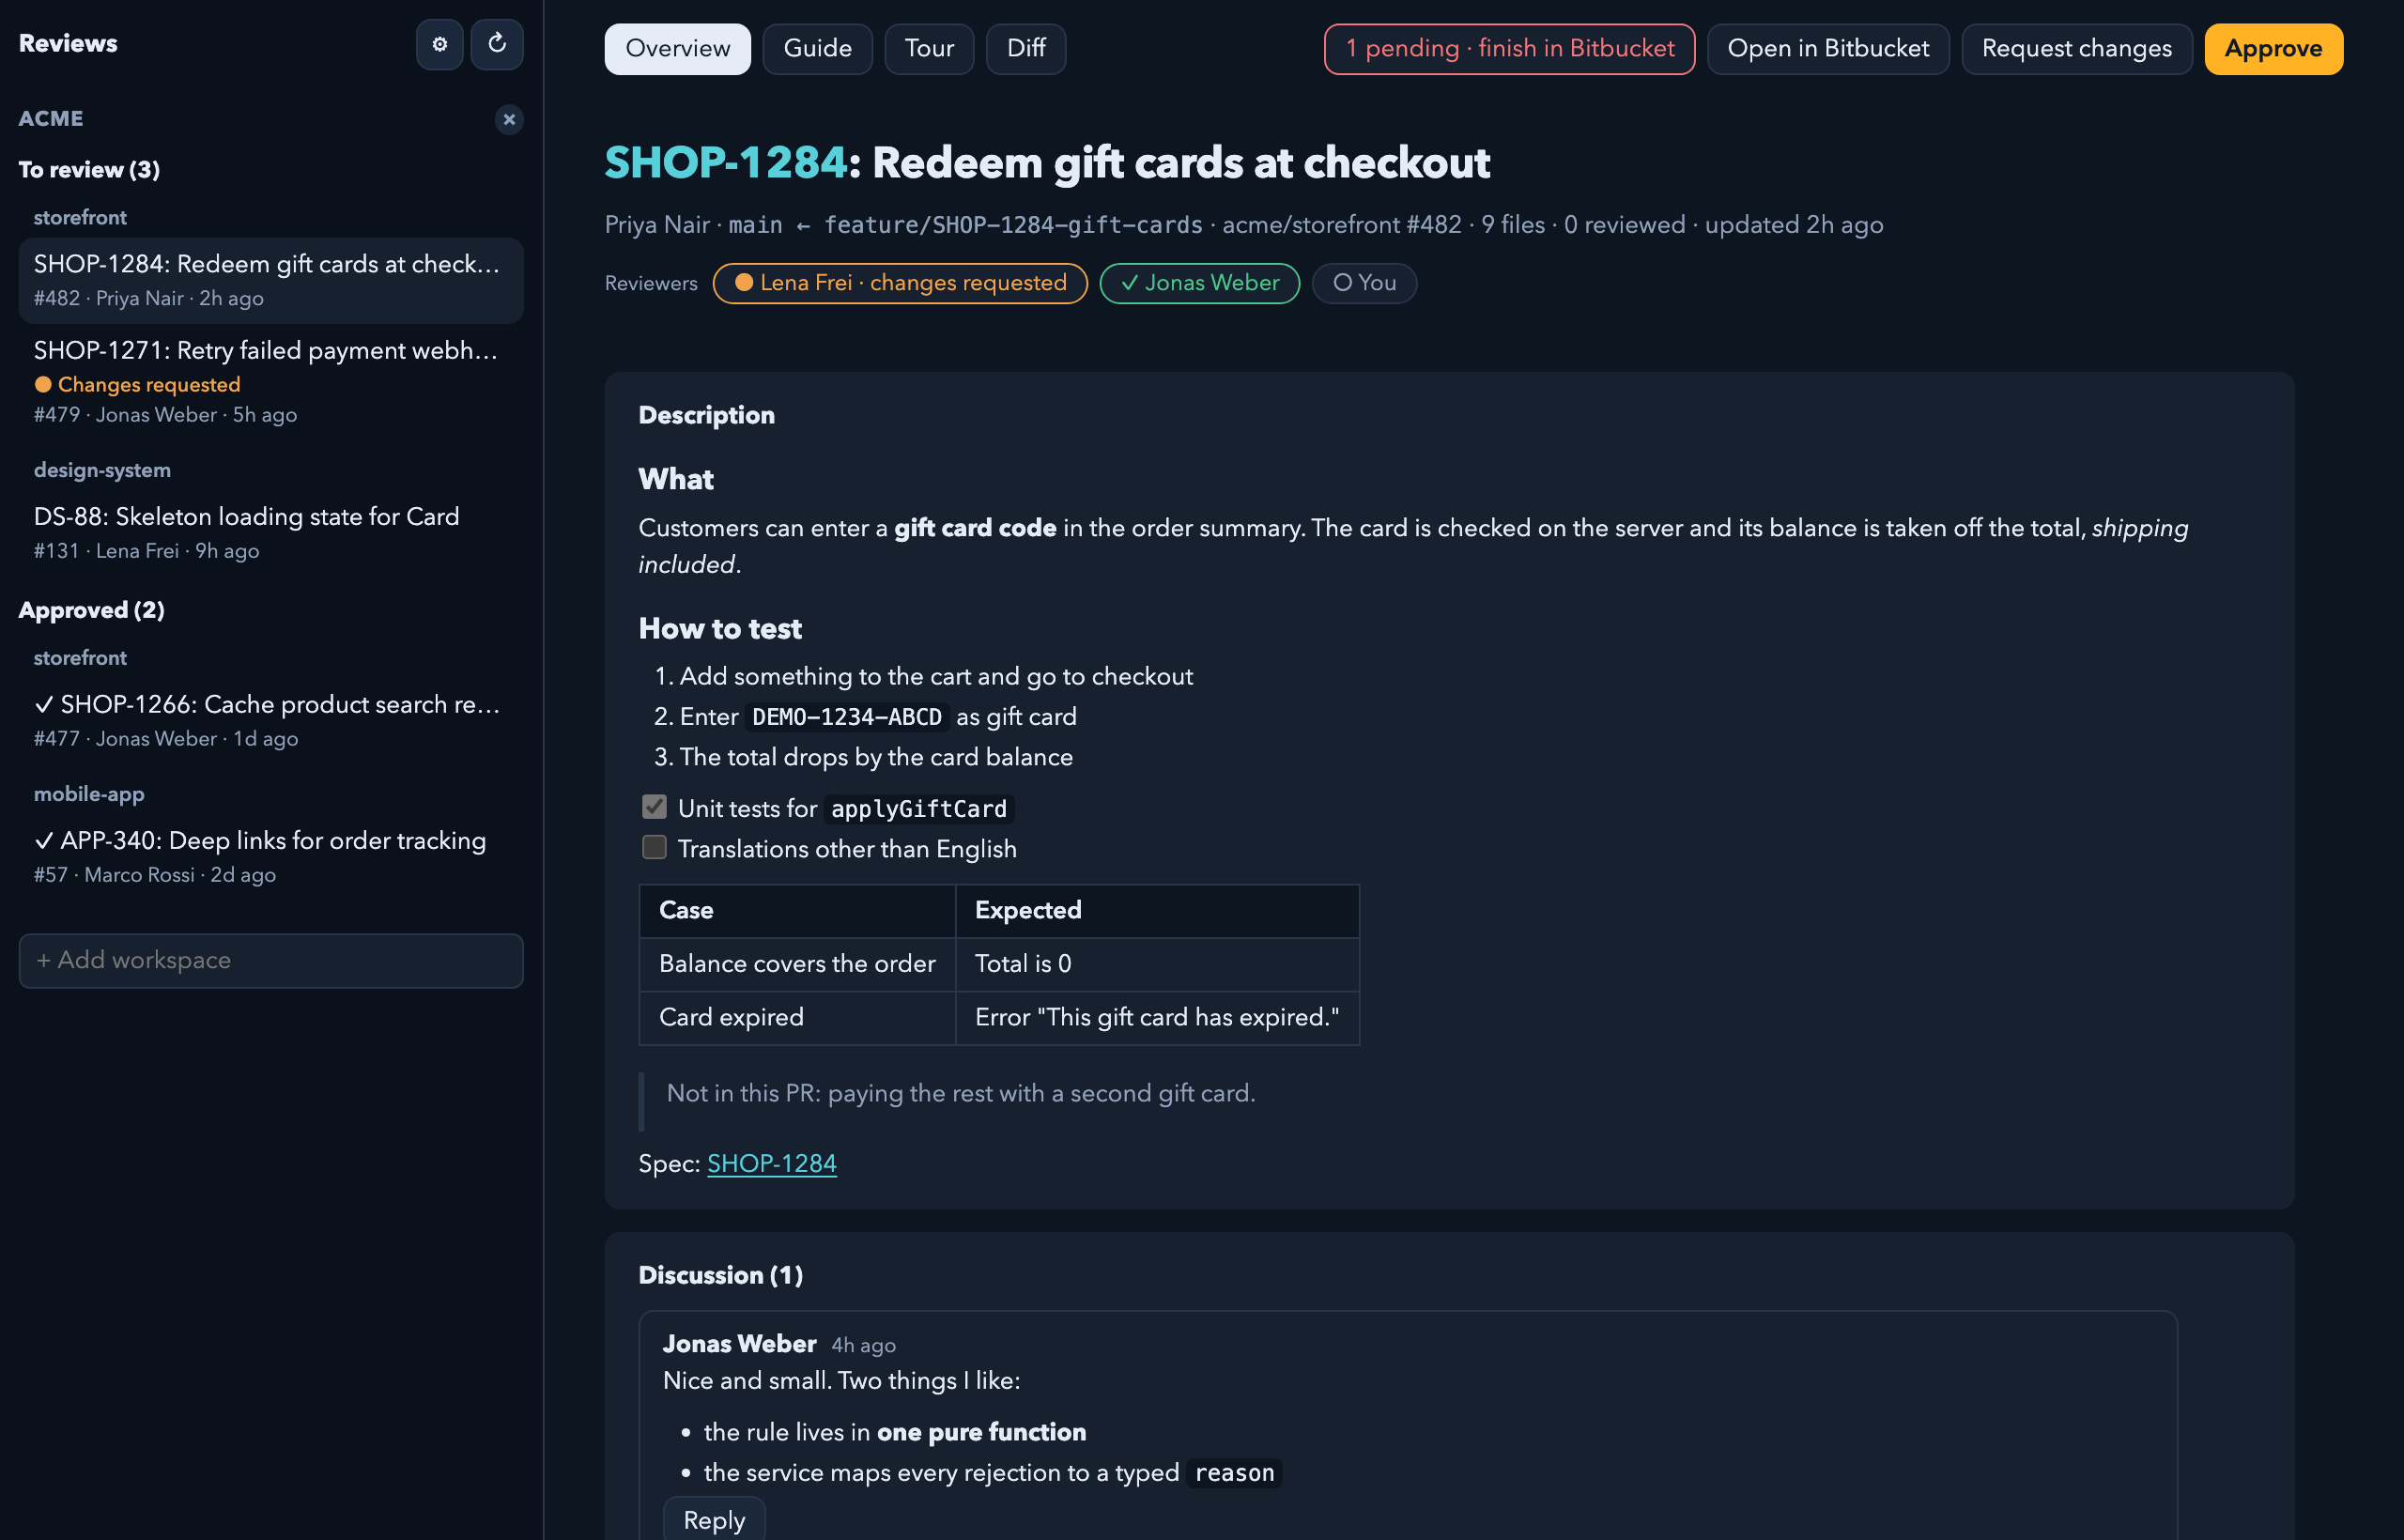 Reviews
ACME
To review (3)
storefront
SHOP-1284: Redeem gift cards at check…
#482 · Priya Nair · 2h ago
SHOP-1271: Retry failed payment webh…
Changes requested
#479 · Jonas Weber · 5h ago
design-system
DS-88: Skeleton loading state for Card
#131 · Lena Frei · 9h ago
Approved (2)
storefront
✓ SHOP-1266: Cache product search re…
#477 · Jonas Weber · 1d ago
mobile-app
✓ APP-340: Deep links for order tracking
#57 · Marco Rossi · 2d ago
+ Add workspace
Overview Guide Tour Diff
1 pending · finish in Bitbucket Open in Bitbucket Request changes Approve
SHOP-1284: Redeem gift cards at checkout
Priya Nair · main ← feature/SHOP-1284-gift-cards · acme/storefront #482 · 9 files · 0 reviewed · updated 2h ago
Reviewers Lena Frei · changes requested ✓ Jonas Weber You
Description
What
Customers can enter a gift card code in the order summary. The card is checked on the server and its balance is taken off the total, shipping
included.
How to test
1. Add something to the cart and go to checkout
2. Enter DEMO-1234-ABCD as gift card
3. The total drops by the card balance
Unit tests for applyGiftCard
Translations other than English
Case Expected
Balance covers the order Total is 0
Card expired Error "This gift card has expired."
Not in this PR: paying the rest with a second gift card.
Spec: SHOP-1284
Discussion (1)
Jonas Weber 4h ago
Nice and small. Two things I like:
• the rule lives in one pure function
• the service maps every rejection to a typed reason
Reply